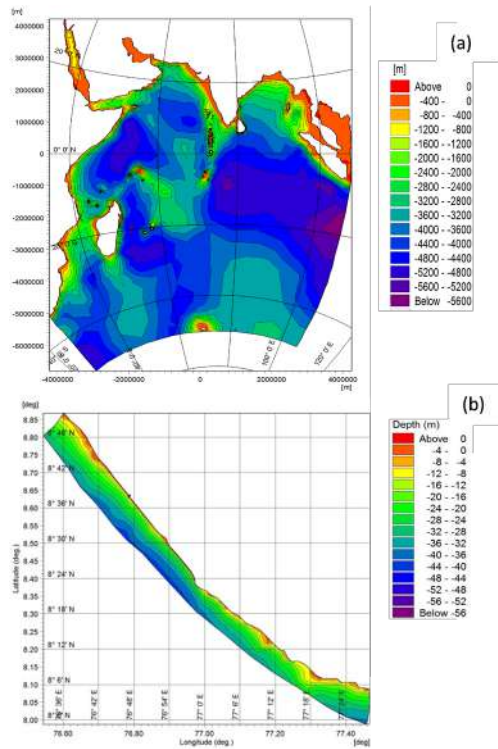 [m]
4000000
3000000
2000000
1000000
0
-1000000
-2000000
-3000000
-4000000
-5000000
-4000000 -2000000 0 2000000 4000000
[m]
0° 0' N
100° 0' E
120° 0' E
(a)
[m]
Above 0
-400 - 0
-800 - -400
-1200 - -800
-1600 - -1200
-2000 - -1600
-2400 - -2000
-2800 - -2400
-3200 - -2800
-3600 - -3200
-4000 - -3600
-4400 - -4000
-4800 - -4400
-5200 - -4800
-5600 - -5200
Below -5600
(b)
[deg]
8.80
8.75
8.70
8.65
8.60
8.55
8.50
8.45
8.40
8.35
8.30
8.25
8.20
8.15
8.10
8.05
8.00
Latitude (deg.)
8° 48' N
8° 42' N
8° 36' N
8° 30' N
8° 24' N
8° 18' N
8° 12' N
8° 6' N
76° 36' E
76° 42' E
76° 48' E
76° 54' E
77° 0' E
77° 6' E
77° 12' E
77° 18' E
77° 24' E
76.60 76.80 77.00 77.20 77.40
Longitude (deg.) [deg]
Depth (m)
Above 0
-4 - 0
-8 - -4
-12 - -8
-16 - -12
-20 - -16
-24 - -20
-28 - -24
-32 - -28
-36 - -32
-40 - -36
-44 - -40
-48 - -44
-52 - -48
-56 - -52
Below -56